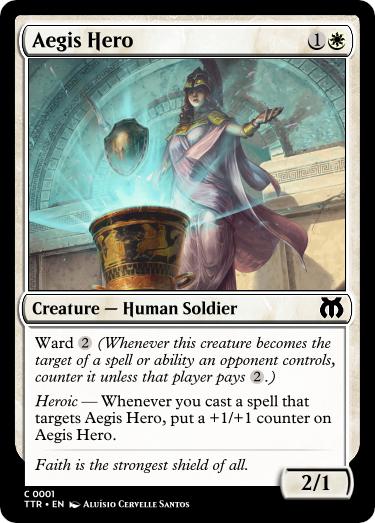 Aegis Hero 1
Creature — Human Soldier
Ward 2 (Whenever this creature becomes the
target of a spell or ability an opponent controls,
counter it unless that player pays 2.)
Heroic — Whenever you cast a spell that
targets Aegis Hero, put a +1/+1 counter on
Aegis Hero.
Faith is the strongest shield of all.
2/1
C 0001
TTR • EN Aluísio Cervelle Santos